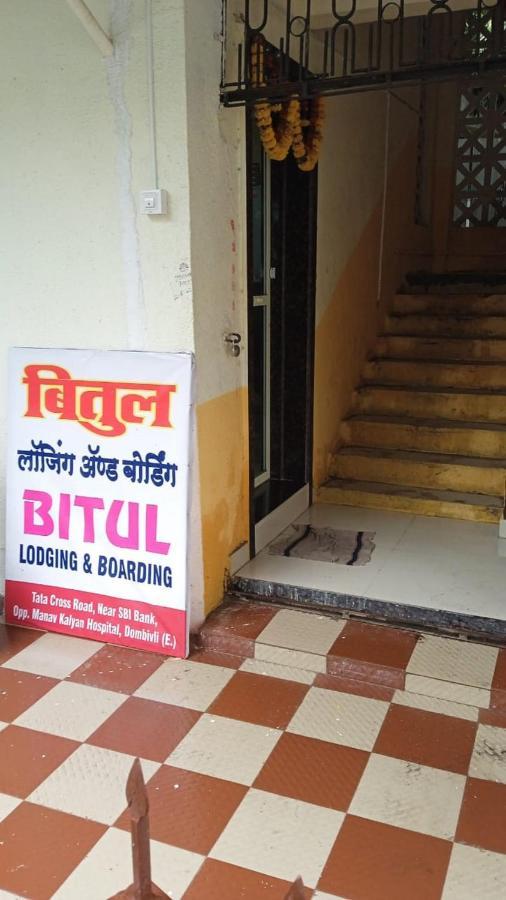 बितुल
लॉजिंग ॲण्ड बोर्डिंग
BITUL
LODGING & BOARDING
Tata Cross Road, Near SBI Bank,
Opp. Manav Kalyan Hospital, Dombivli (E.)